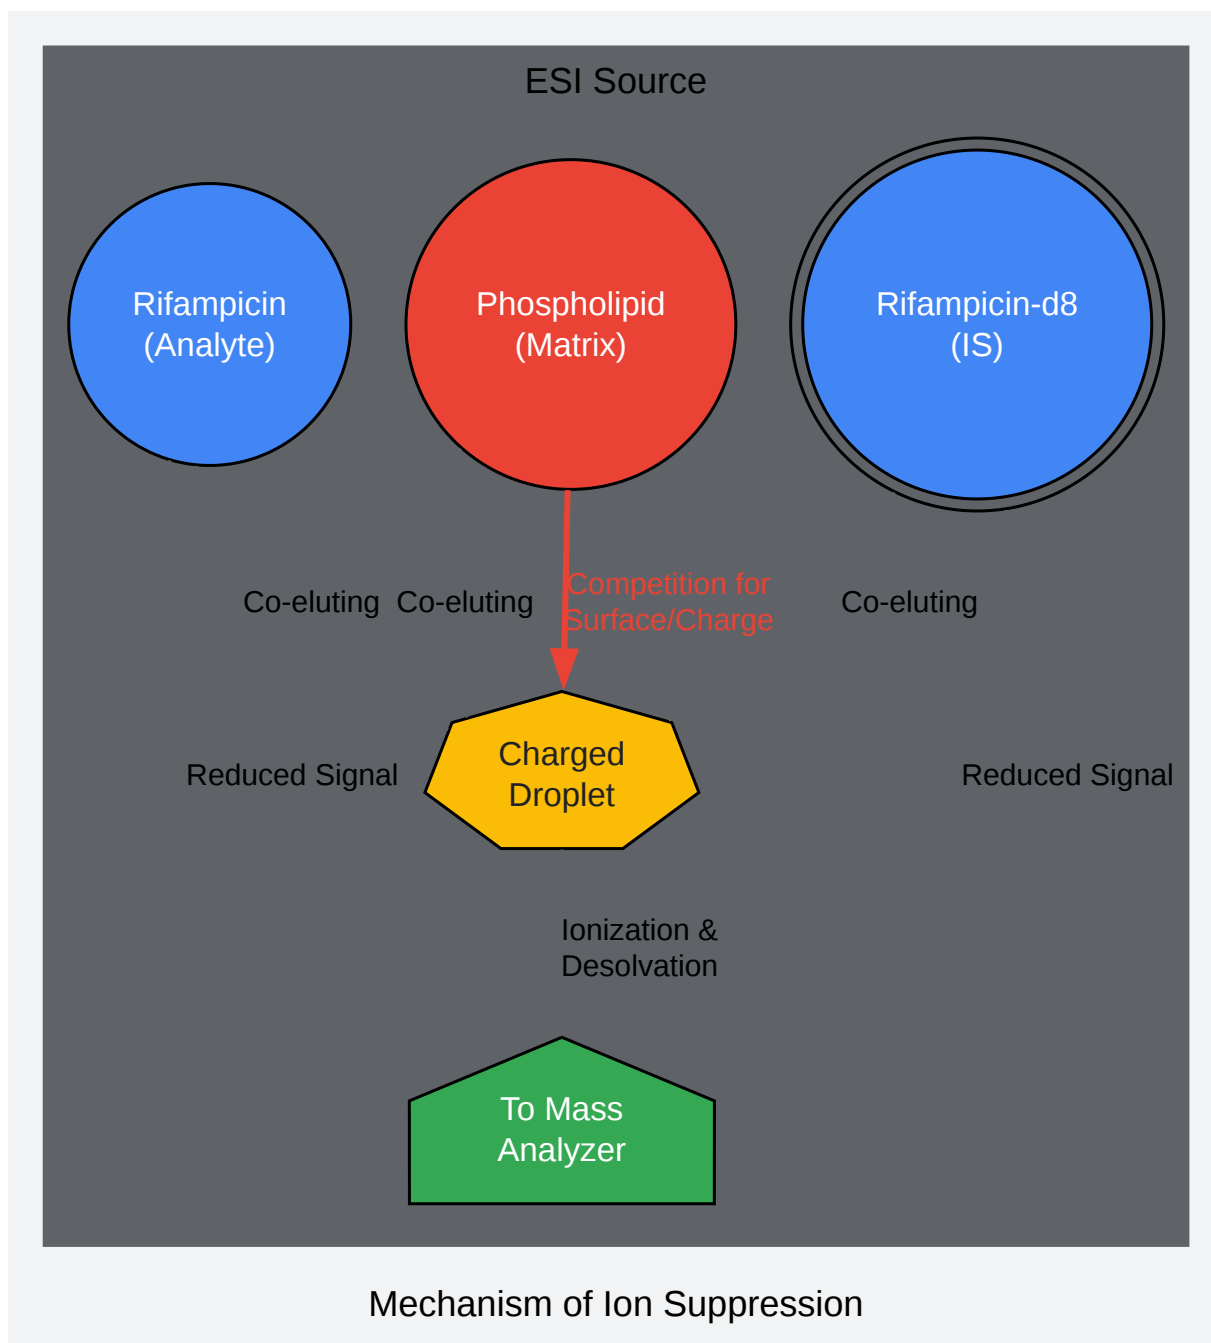 ESI Source
Rifampicin
(Analyte)
Phospholipid
(Matrix)
Rifampicin-d8
(IS)
Co-eluting
Co-eluting
Competition for
Surface/Charge
Co-eluting
Reduced Signal
Charged
Droplet
Reduced Signal
Ionization &
Desolvation
To Mass
Analyzer
Mechanism of Ion Suppression